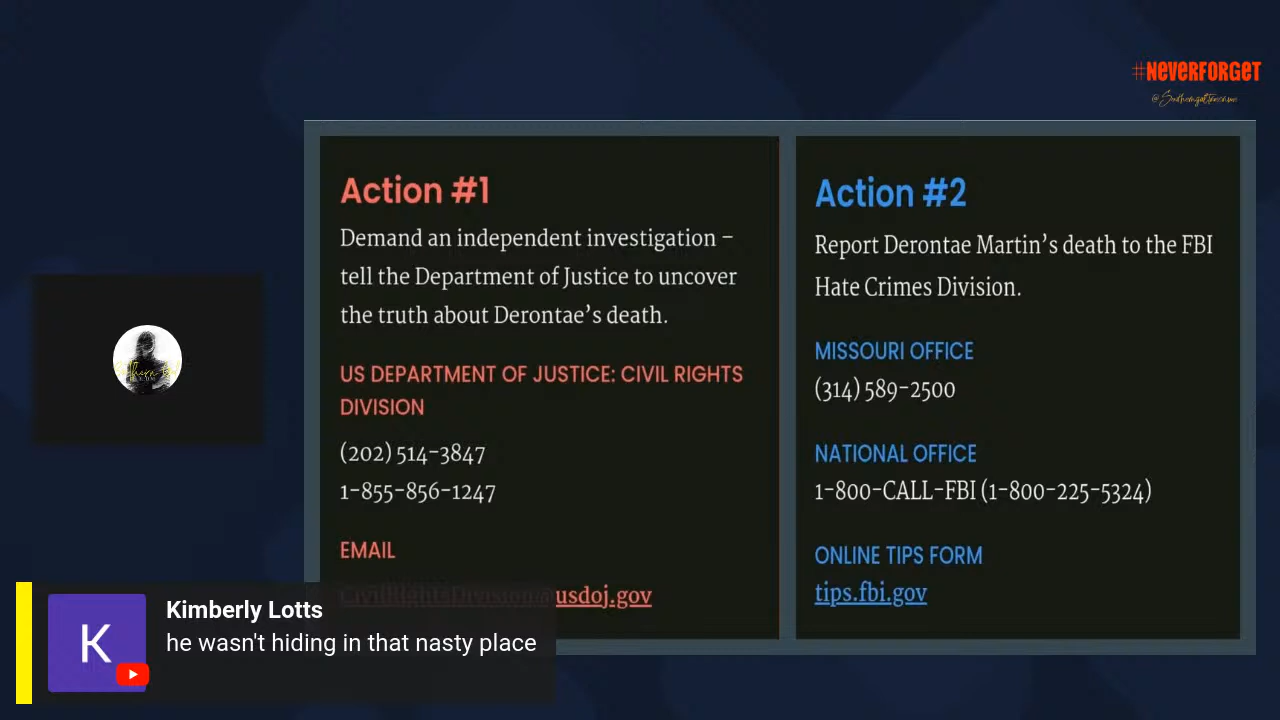 #NEVERFORGET
Action #1
Demand an independent investigation –
tell the Department of Justice to uncover
the truth about Derontae's death.
US DEPARTMENT OF JUSTICE: CIVIL RIGHTS
DIVISION
(202) 514-3847
1-855-856-1247
EMAIL
CivilRightsDivision@usdoj.gov
Action #2
Report Derontae Martin's death to the FBI
Hate Crimes Division.
MISSOURI OFFICE
(314) 589-2500
NATIONAL OFFICE
1-800-CALL-FBI (1-800-225-5324)
ONLINE TIPS FORM
tips.fbi.gov
K
Kimberly Lotts
he wasn't hiding in that nasty place